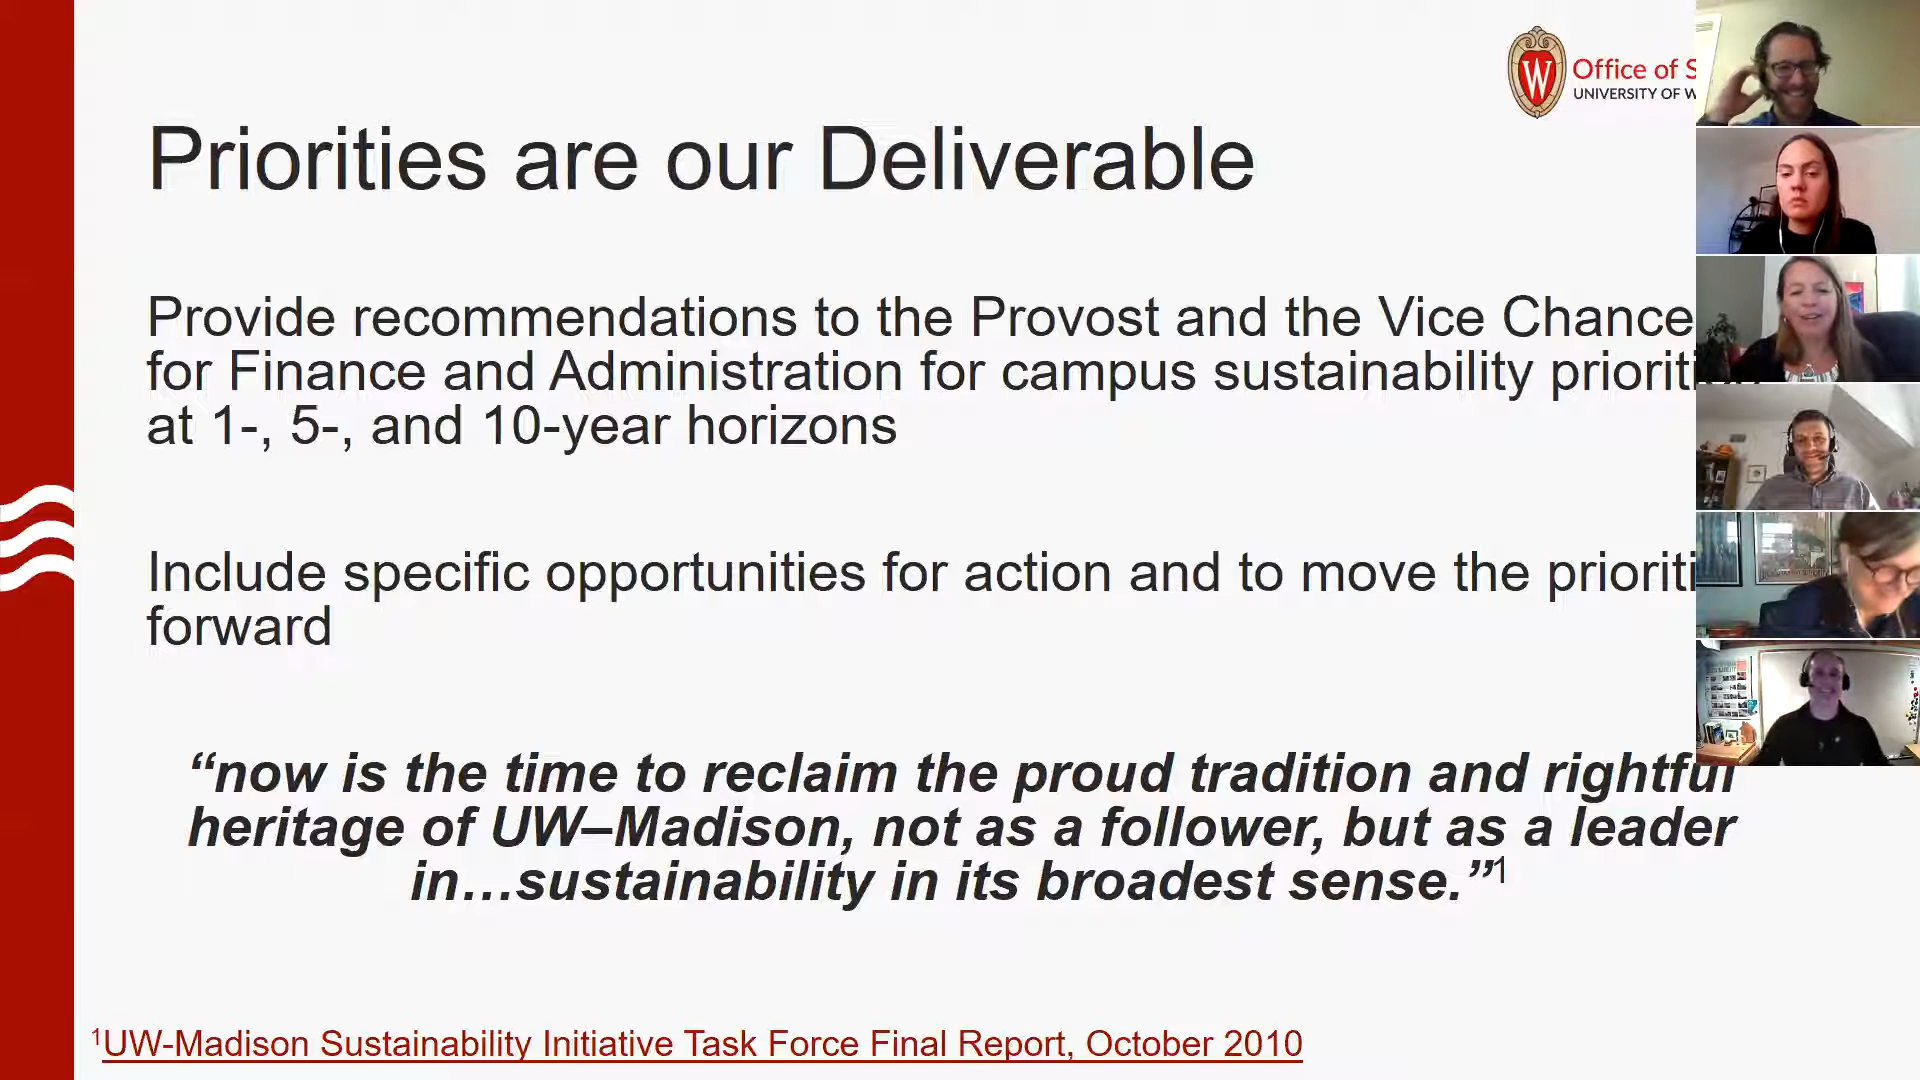 W
Office of S
UNIVERSITY OF W
Priorities are our Deliverable
Provide recommendations to the Provost and the Vice Chance
for Finance and Administration for campus sustainability prioriti
at 1-, 5-, and 10-year horizons
Include specific opportunities for action and to move the prioriti
forward
“now is the time to reclaim the proud tradition and rightful
heritage of UW–Madison, not as a follower, but as a leader
in…sustainability in its broadest sense.”1
1UW-Madison Sustainability Initiative Task Force Final Report, October 2010